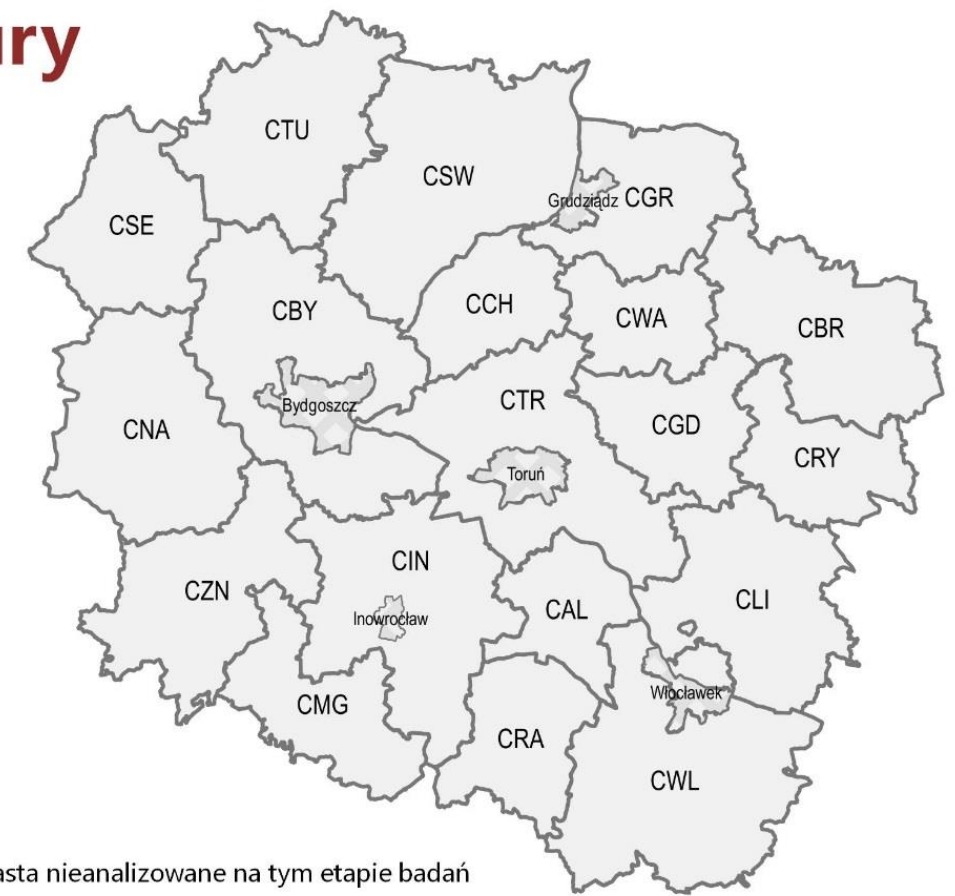 ury
CTU
CSW
CSE
Grudziądz CGR
CBY
CCH
CWA
CBR
CTR
Bydgoszcz
CNA
CGD
CRY
Toruń
CIN
CZN
CAL
CLI
Inowrocław
CMG
Włocławek
CRA
CWL
asta nieanalizowane na tym etapie badań